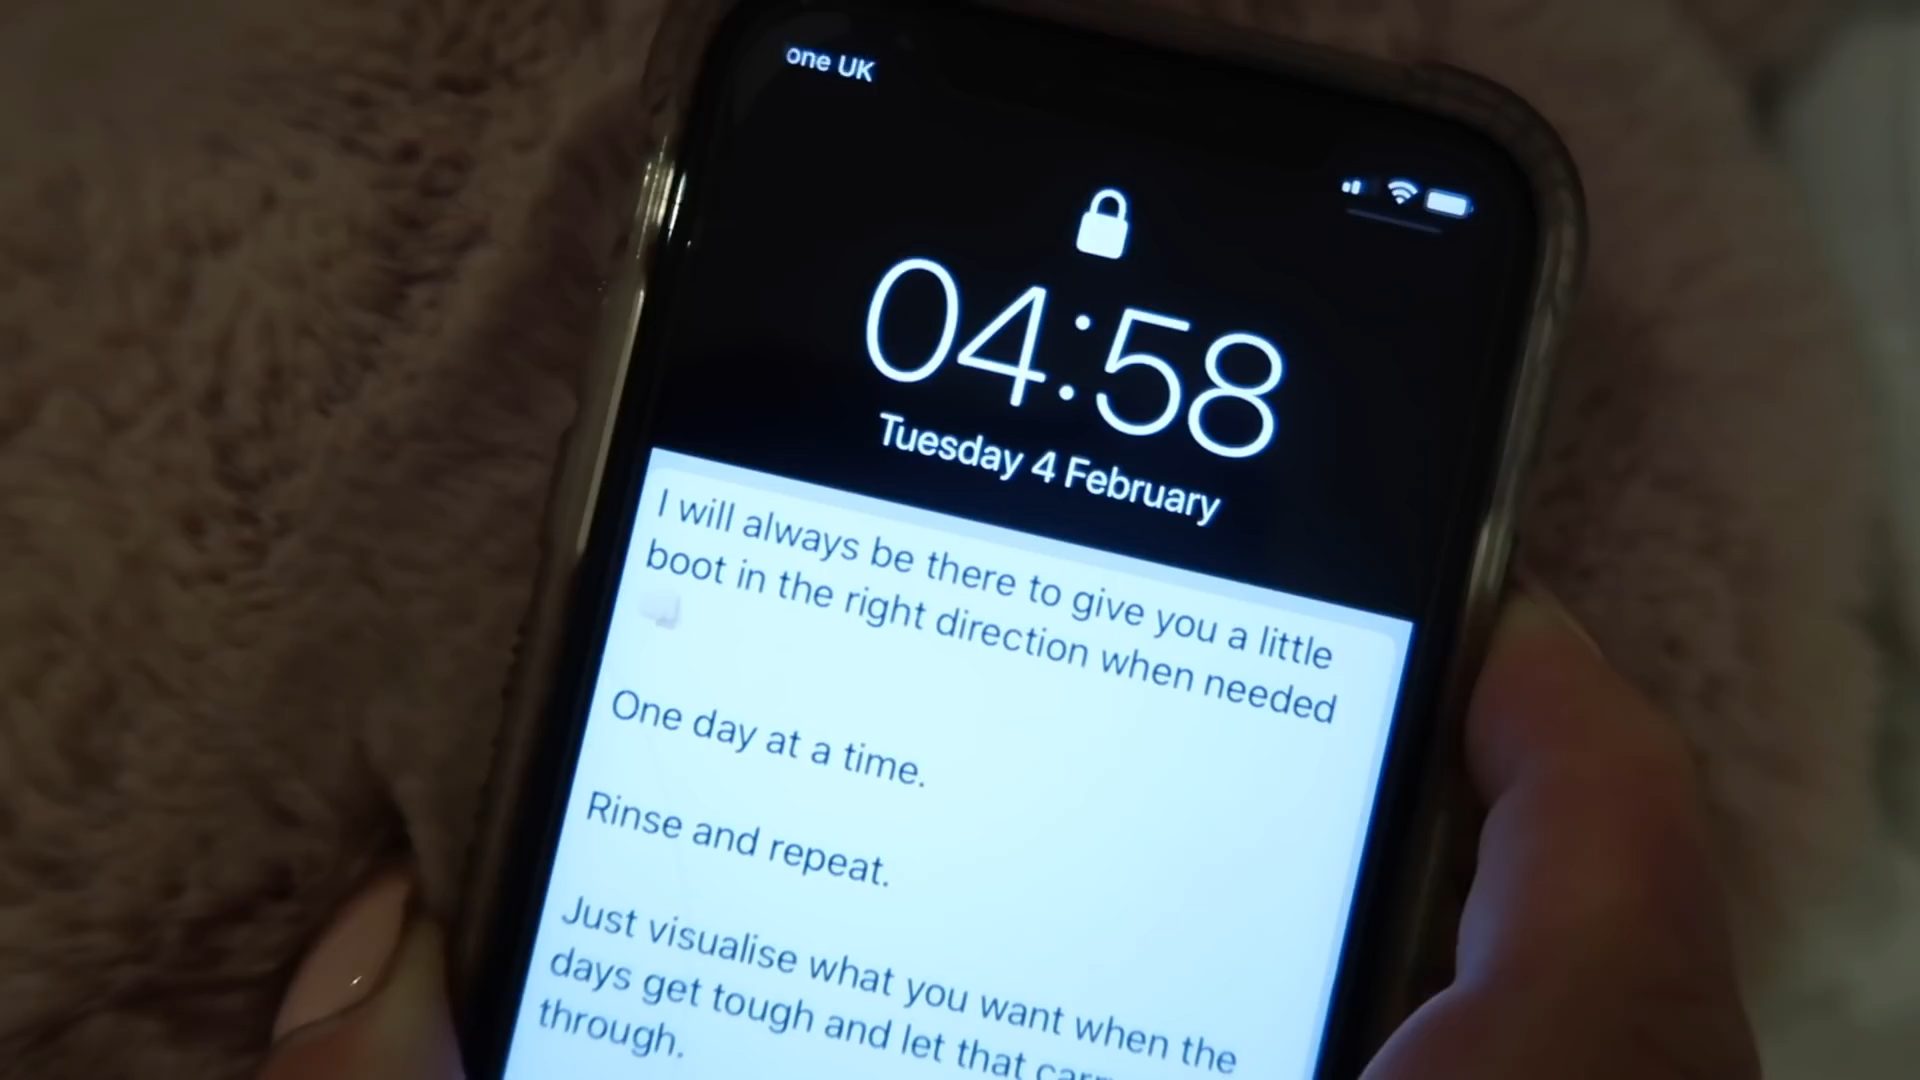 one UK
04:58
Tuesday 4 February
I will always be there to give you a little
boot in the right direction when needed
One day at a time.
Rinse and repeat.
Just visualise what you want when the
days get tough and let that
through.